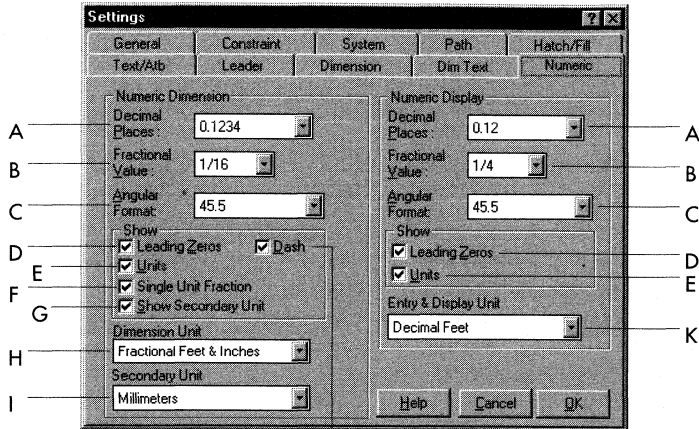 Settings
General Constraint System Path Hatch/Fill
Text/Atb Leader Dimension Dim Text Numeric
Numeric Dimension
A Decimal Places : 0.1234
B Fractional Value : 1/16
C Angular Format: 45.5
Show
D Leading Zeros Dash
E Units
F Single Unit Fraction
G Show Secondary Unit
Dimension Unit
H Fractional Feet & Inches
Secondary Unit
I Millimeters
Numeric Display
Decimal Places : 0.12 A
Fractional Value : 1/4 B
Angular Format: 45.5 C
Show
Leading Zeros D
Units E
Entry & Display Unit
Decimal Feet K
Help Cancel OK